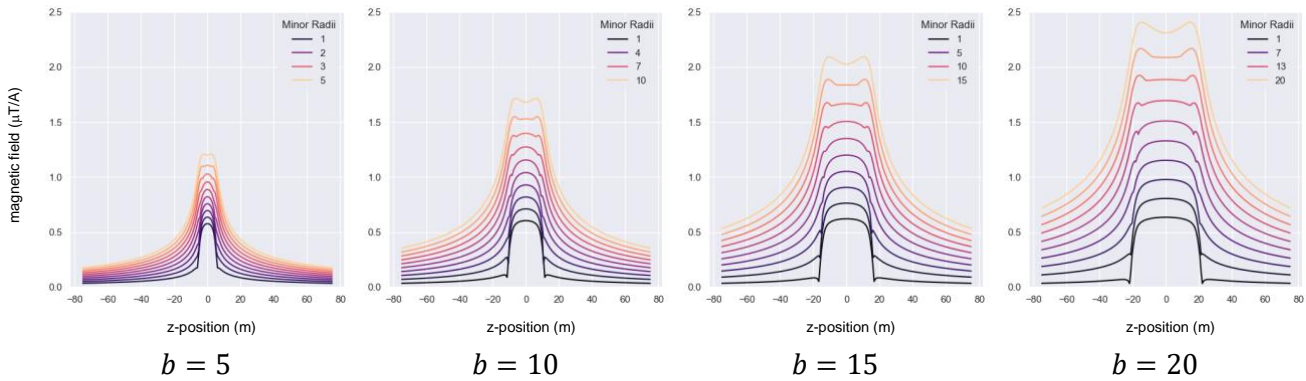 magnetic field (μT/A)
2.5
2.0
1.5
1.0
0.5
0.0
Minor Radii
1
2
3
5
−80 −60 −40 −20 0 20 40 60 80
z-position (m)
b = 5
2.5
2.0
1.5
1.0
0.5
0.0
Minor Radii
1
4
7
10
−80 −60 −40 −20 0 20 40 60 80
z-position (m)
b = 10
2.5
2.0
1.5
1.0
0.5
0.0
Minor Radii
1
5
10
15
−80 −60 −40 −20 0 20 40 60 80
z-position (m)
b = 15
2.5
2.0
1.5
1.0
0.5
0.0
Minor Radii
1
7
13
20
−80 −60 −40 −20 0 20 40 60 80
z-position (m)
b = 20